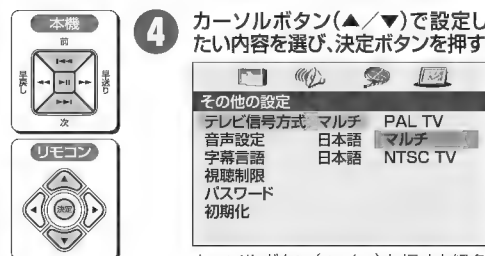 本機
前
早戻し
早送り
次
リモコン
決定
4
カーソルボタン(▲/▼)で設定し
たい内容を選び、決定ボタンを押す
その他の設定
テレビ信号方式 マルチ PAL TV
音声設定 日本語 マルチ
字幕言語 日本語 NTSC TV
視聴制限
パスワード
初期化